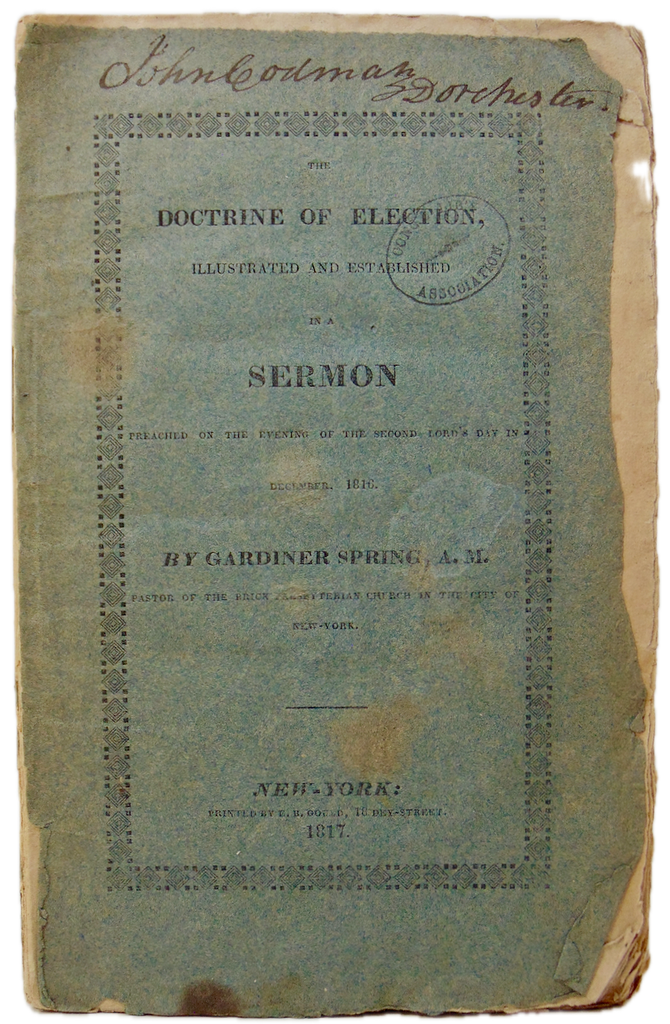 John Codman
Dorchester.
THE
DOCTRINE OF ELECTION,
ILLUSTRATED AND ESTABLISHED
IN A
SERMON
PREACHED ON THE EVENING OF THE SECOND LORD'S DAY IN
DECEMBER, 1816.
BY GARDINER SPRING, A. M.
PASTOR OF THE BRICK PRESBYTERIAN CHURCH IN THE CITY OF
NEW-YORK.
NEW-YORK:
PRINTED BY E. B. GOULD, 18 DEY-STREET.
1817.
ASSOCIATION.